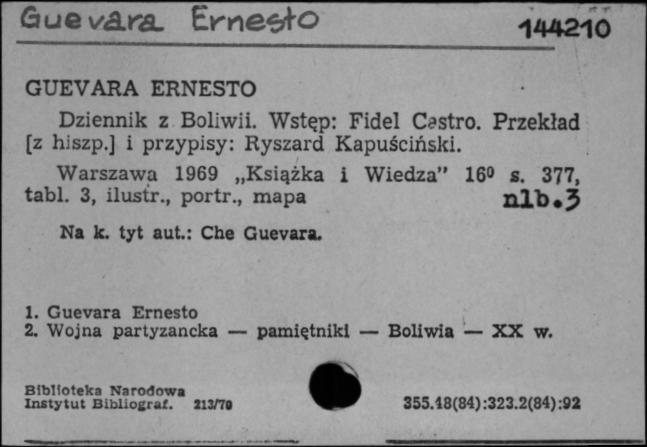 Guevara Ernesto
144210
GUEVARA ERNESTO
Dziennik z Boliwii. Wstęp: Fidel Castro. Przekład
[z hiszp.] i przypisy: Ryszard Kapuściński.
Warszawa 1969 „Książka i Wiedza” 16⁰ s. 377,
tabl. 3, ilustr., portr., mapa nlb.3
Na k. tyt aut.: Che Guevara.
1. Guevara Ernesto
2. Wojna partyzancka — pamiętniki — Boliwia — XX w.
Biblioteka Narodowa
Instytut Bibliograf. 213/70 355.48(84):323.2(84):92